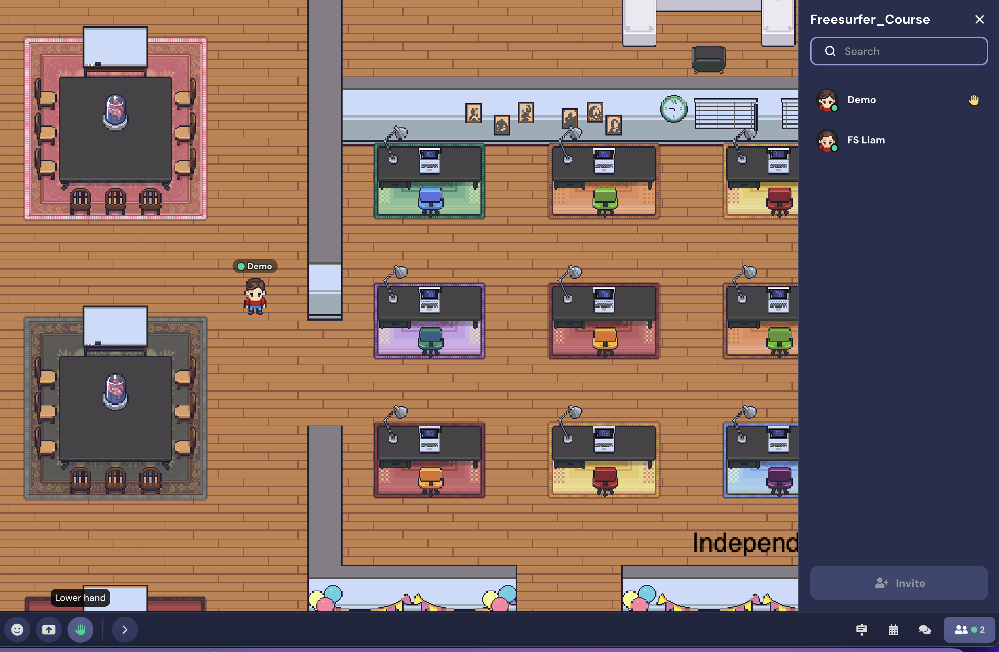 Freesurfer_Course
Search
Demo
FS Liam
Demo
Independ
Invite
Lower hand
2